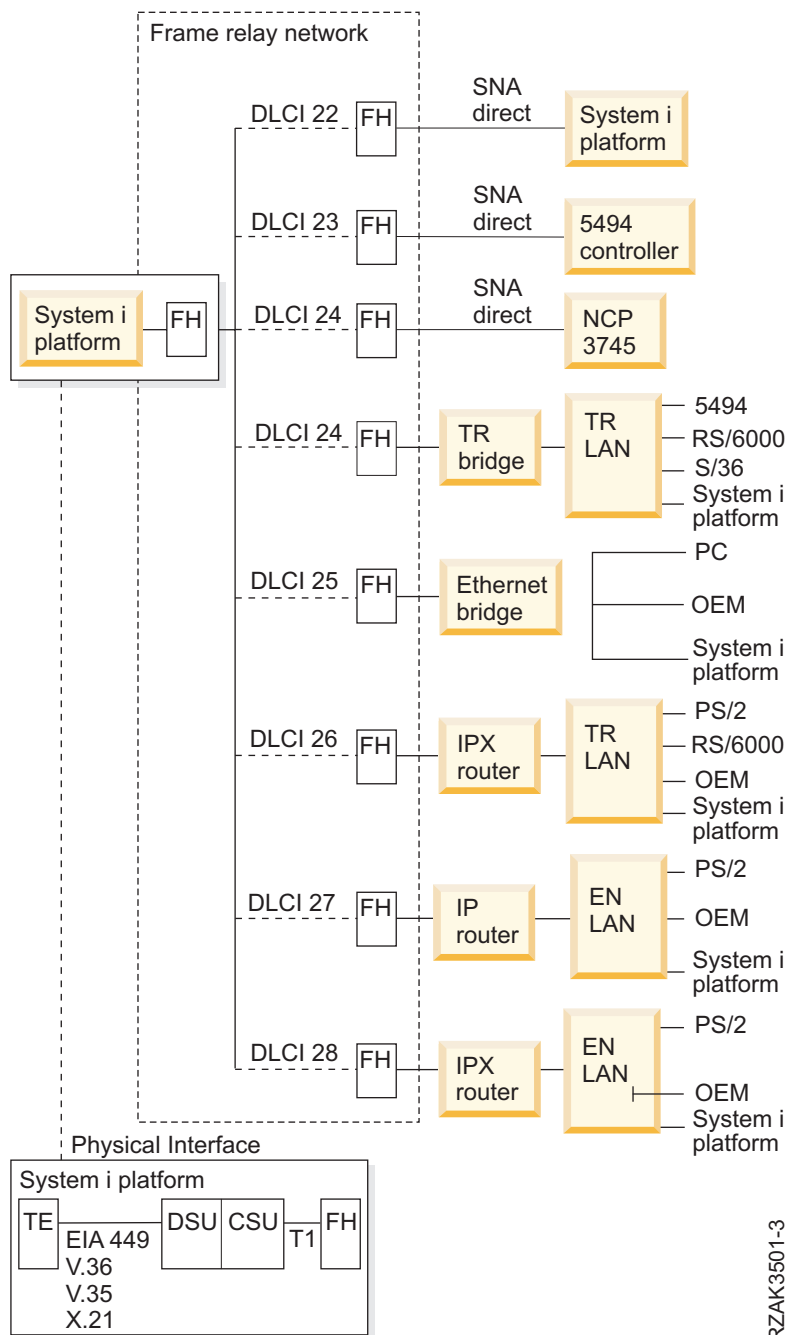 Frame relay network
DLCI 22
FH
SNA
direct
System i
platform
DLCI 23
FH
SNA
direct
5494
controller
System i
platform
FH
DLCI 24
FH
SNA
direct
NCP
3745
DLCI 24
FH
TR
bridge
TR
LAN
5494
RS/6000
S/36
System i
platform
DLCI 25
FH
Ethernet
bridge
PC
OEM
System i
platform
DLCI 26
FH
IPX
router
TR
LAN
PS/2
RS/6000
OEM
System i
platform
DLCI 27
FH
IP
router
EN
LAN
PS/2
OEM
System i
platform
DLCI 28
FH
IPX
router
EN
LAN
PS/2
OEM
System i
platform
Physical Interface
System i platform
TE
EIA 449
V.36
V.35
X.21
DSU
CSU
T1
FH
RZAK3501-3